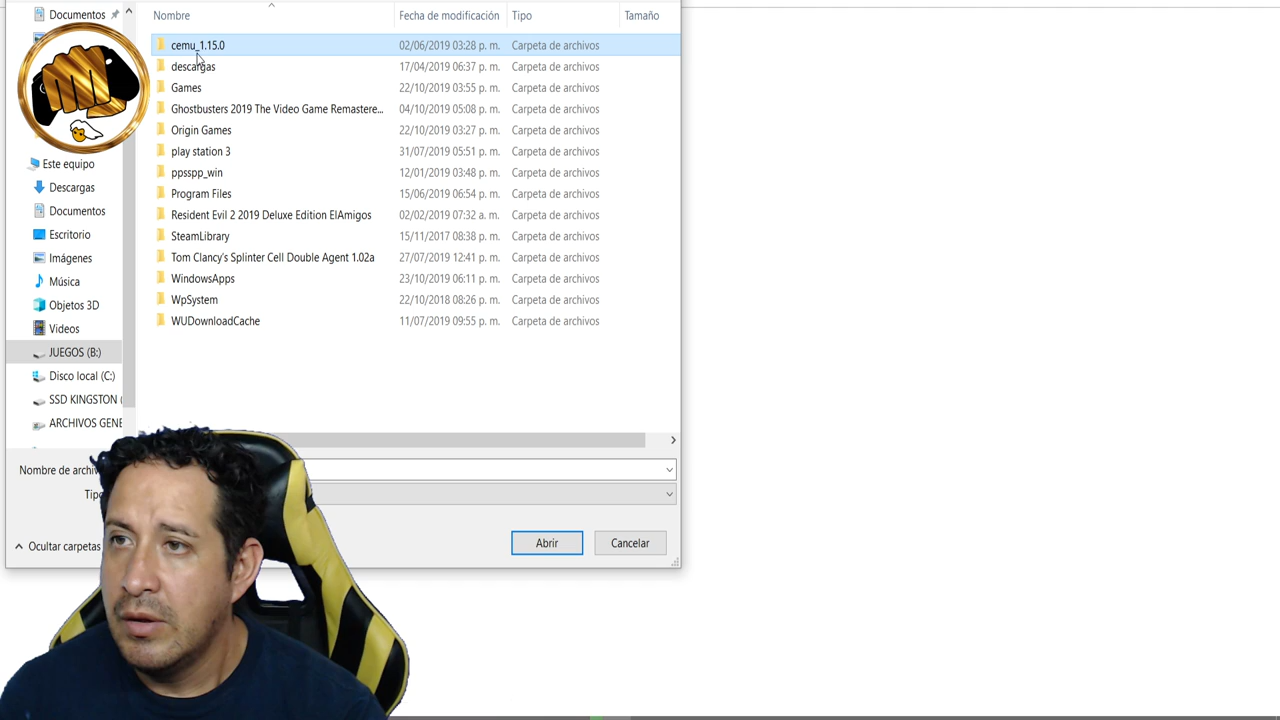 Documentos
Nombre Fecha de modificación Tipo Tamaño
cemu_1.15.0 02/06/2019 03:28 p. m. Carpeta de archivos
descargas 17/04/2019 06:37 p. m. Carpeta de archivos
Games 22/10/2019 03:55 p. m. Carpeta de archivos
Ghostbusters 2019 The Video Game Remastere... 04/10/2019 05:08 p. m. Carpeta de archivos
Origin Games 22/10/2019 03:27 p. m. Carpeta de archivos
play station 3 31/07/2019 05:51 p. m. Carpeta de archivos
ppsspp_win 12/01/2019 03:48 p. m. Carpeta de archivos
Program Files 15/06/2019 06:54 p. m. Carpeta de archivos
Resident Evil 2 2019 Deluxe Edition ElAmigos 02/02/2019 07:32 a. m. Carpeta de archivos
SteamLibrary 15/11/2017 08:38 p. m. Carpeta de archivos
Tom Clancy's Splinter Cell Double Agent 1.02a 27/07/2019 12:41 p. m. Carpeta de archivos
WindowsApps 23/10/2019 06:11 p. m. Carpeta de archivos
WpSystem 22/10/2018 08:26 p. m. Carpeta de archivos
WUDownloadCache 11/07/2019 09:55 p. m. Carpeta de archivos
Este equipo
Descargas
Documentos
Escritorio
Imágenes
Música
Objetos 3D
Videos
JUEGOS (B:)
Disco local (C:)
SSD KINGSTON (
ARCHIVOS GENE
Nombre de archiv
Tipo
Ocultar carpetas
Abrir
Cancelar